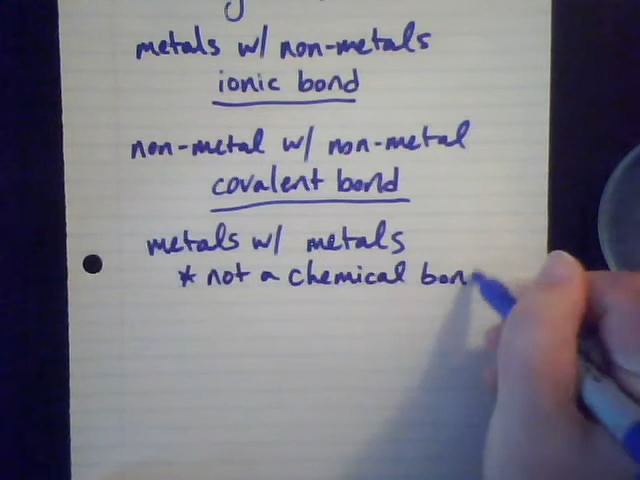 metals w/ non-metals
ionic bond
non-metal w/ non-metal
covalent bond
metals w/ metals
* not a chemical bon